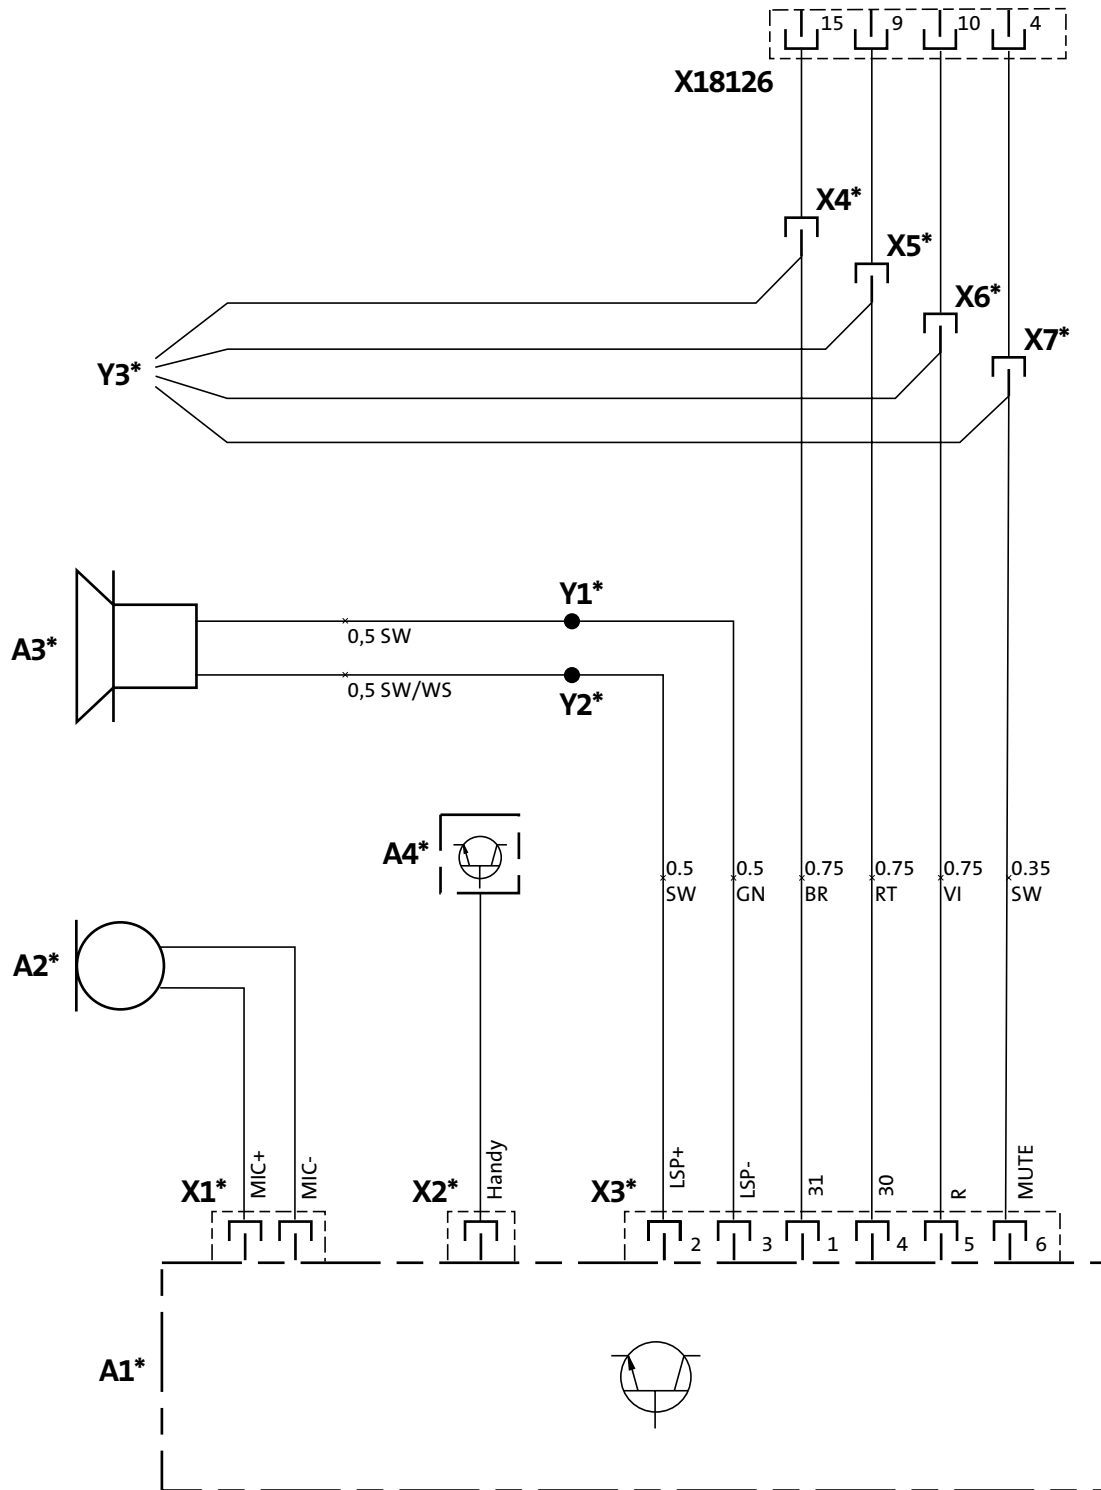 15 9 10 4
X18126
X4*
X5*
X6*
X7*
Y3*
Y1*
A3*
0,5 SW
0,5 SW/WS
Y2*
A4*
0.5 0.5 0.75 0.75 0.75 0.35
SW GN BR RT VI SW
A2*
MIC+
MIC-
Handy
LSP+
LSP-
31
30
R
MUTE
X1* X2* X3*
2 3 1 4 5 6
A1*